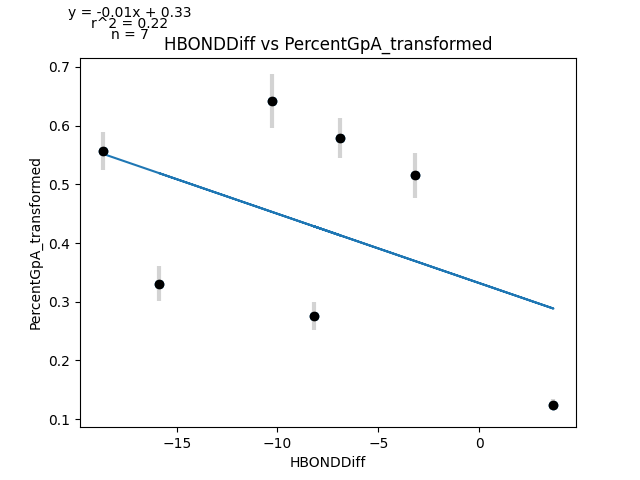 y = -0.01x + 0.33
r^2 = 0.22
n = 7
HBONDDiff vs PercentGpA_transformed
PercentGpA_transformed
0.7
0.6
0.5
0.4
0.3
0.2
0.1
−15
−10
−5
0
HBONDDiff